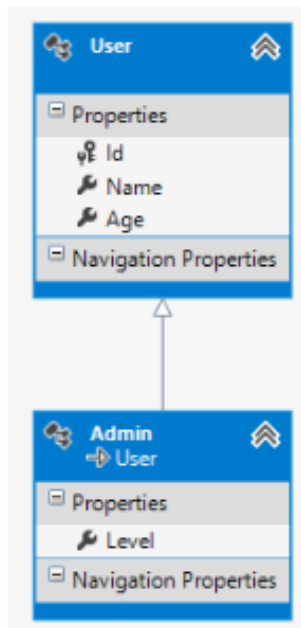 User
Properties
Id
Name
Age
Navigation Properties
Admin
User
Properties
Level
Navigation Properties